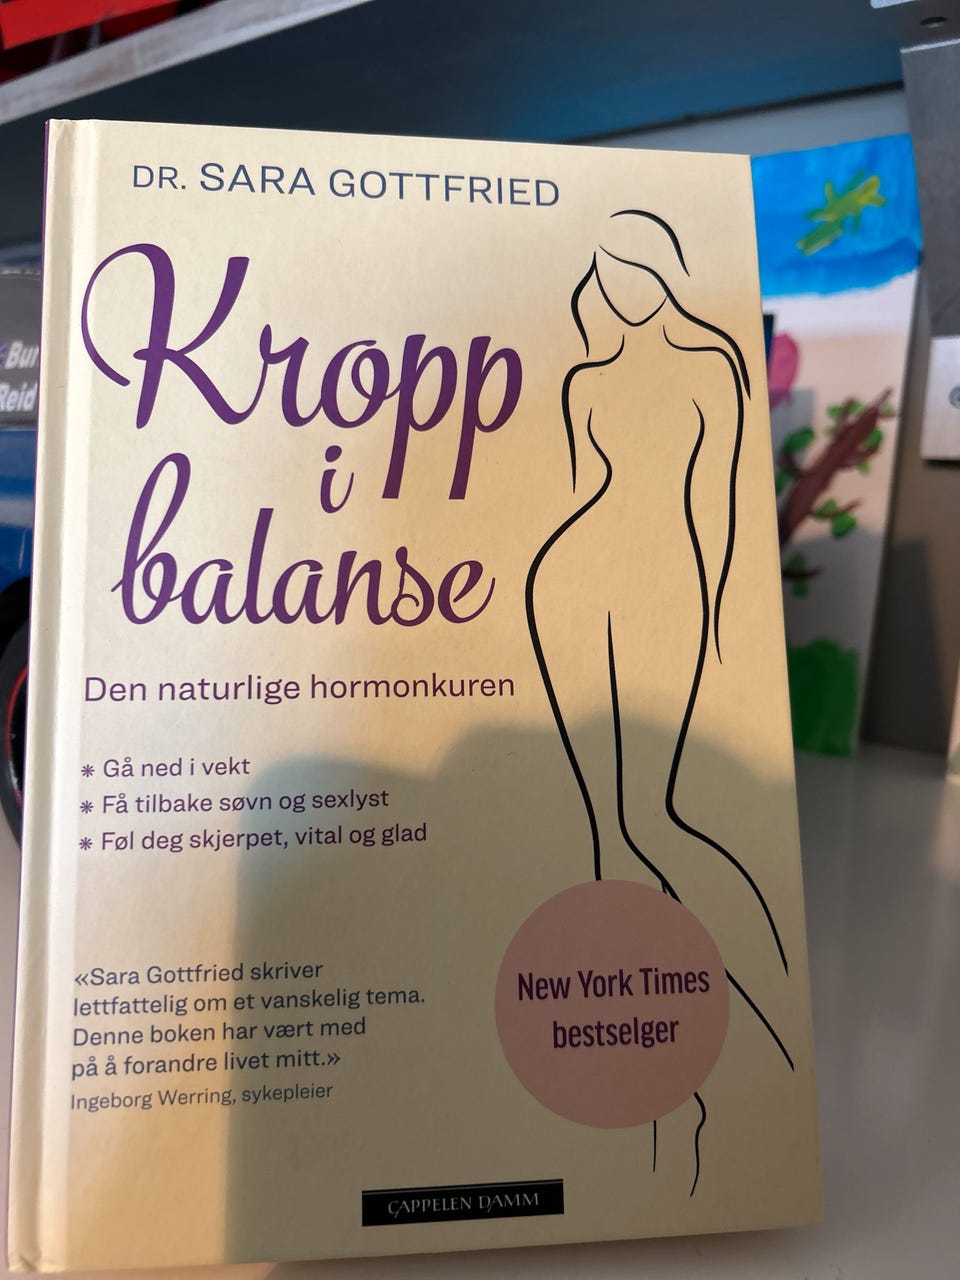 DR. SARA GOTTFRIED
Kropp
i
balanse
Den naturlige hormonkuren
* Gå ned i vekt
* Få tilbake søvn og sexlyst
* Føl deg skjerpet, vital og glad
«Sara Gottfried skriver
lettfattelig om et vanskelig tema.
Denne boken har vært med
på å forandre livet mitt.»
Ingeborg Werring, sykepleier
New York Times
bestselger
CAPPELEN DAMM
Reid